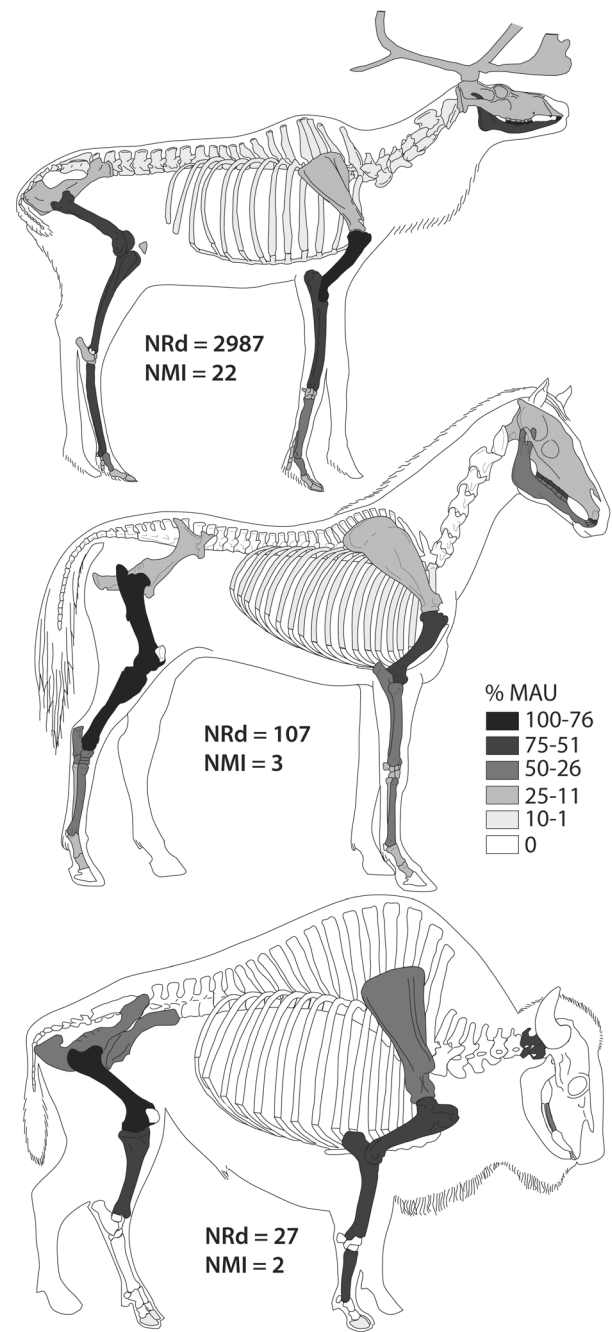 NRd = 2987
NMI = 22
NRd = 107
NMI = 3
% MAU
100-76
75-51
50-26
25-11
10-1
0
NRd = 27
NMI = 2